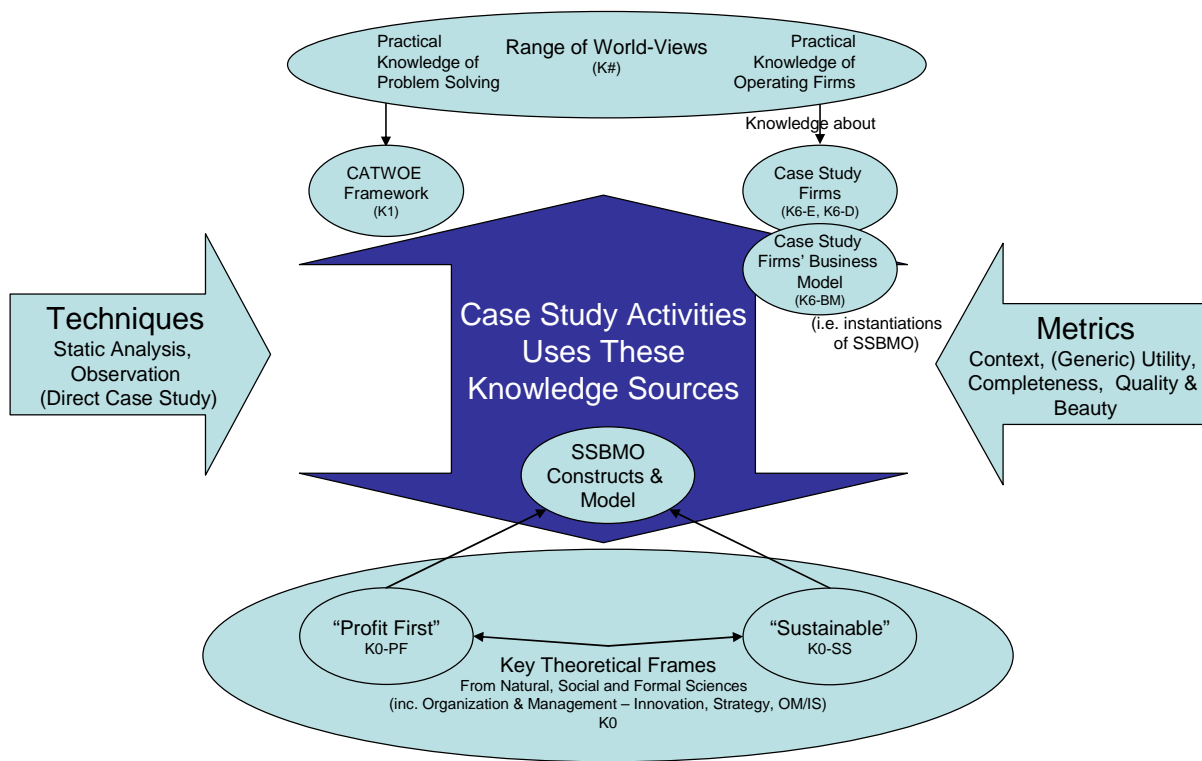 Practical
Knowledge of
Problem Solving
Range of World-Views
(K#)
Practical
Knowledge of
Operating Firms
Knowledge about
CATWOE
Framework
(K1)
Case Study
Firms
(K6-E, K6-D)
Case Study
Firms’ Business
Model
(K6-BM)
(i.e. instantiations
of SSBMO)
Techniques
Static Analysis,
Observation
(Direct Case Study)
Case Study Activities
Uses These
Knowledge Sources
Metrics
Context, (Generic) Utility,
Completeness, Quality &
Beauty
SSBMO
Constructs &
Model
“Profit First”
K0-PF
“Sustainable”
K0-SS
Key Theoretical Frames
From Natural, Social and Formal Sciences
(inc. Organization & Management – Innovation, Strategy, OM/IS)
K0